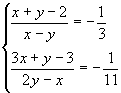 (x + y − 2)/(x − y) = −1/3
(3x + y − 3)/(2y − x) = −1/11